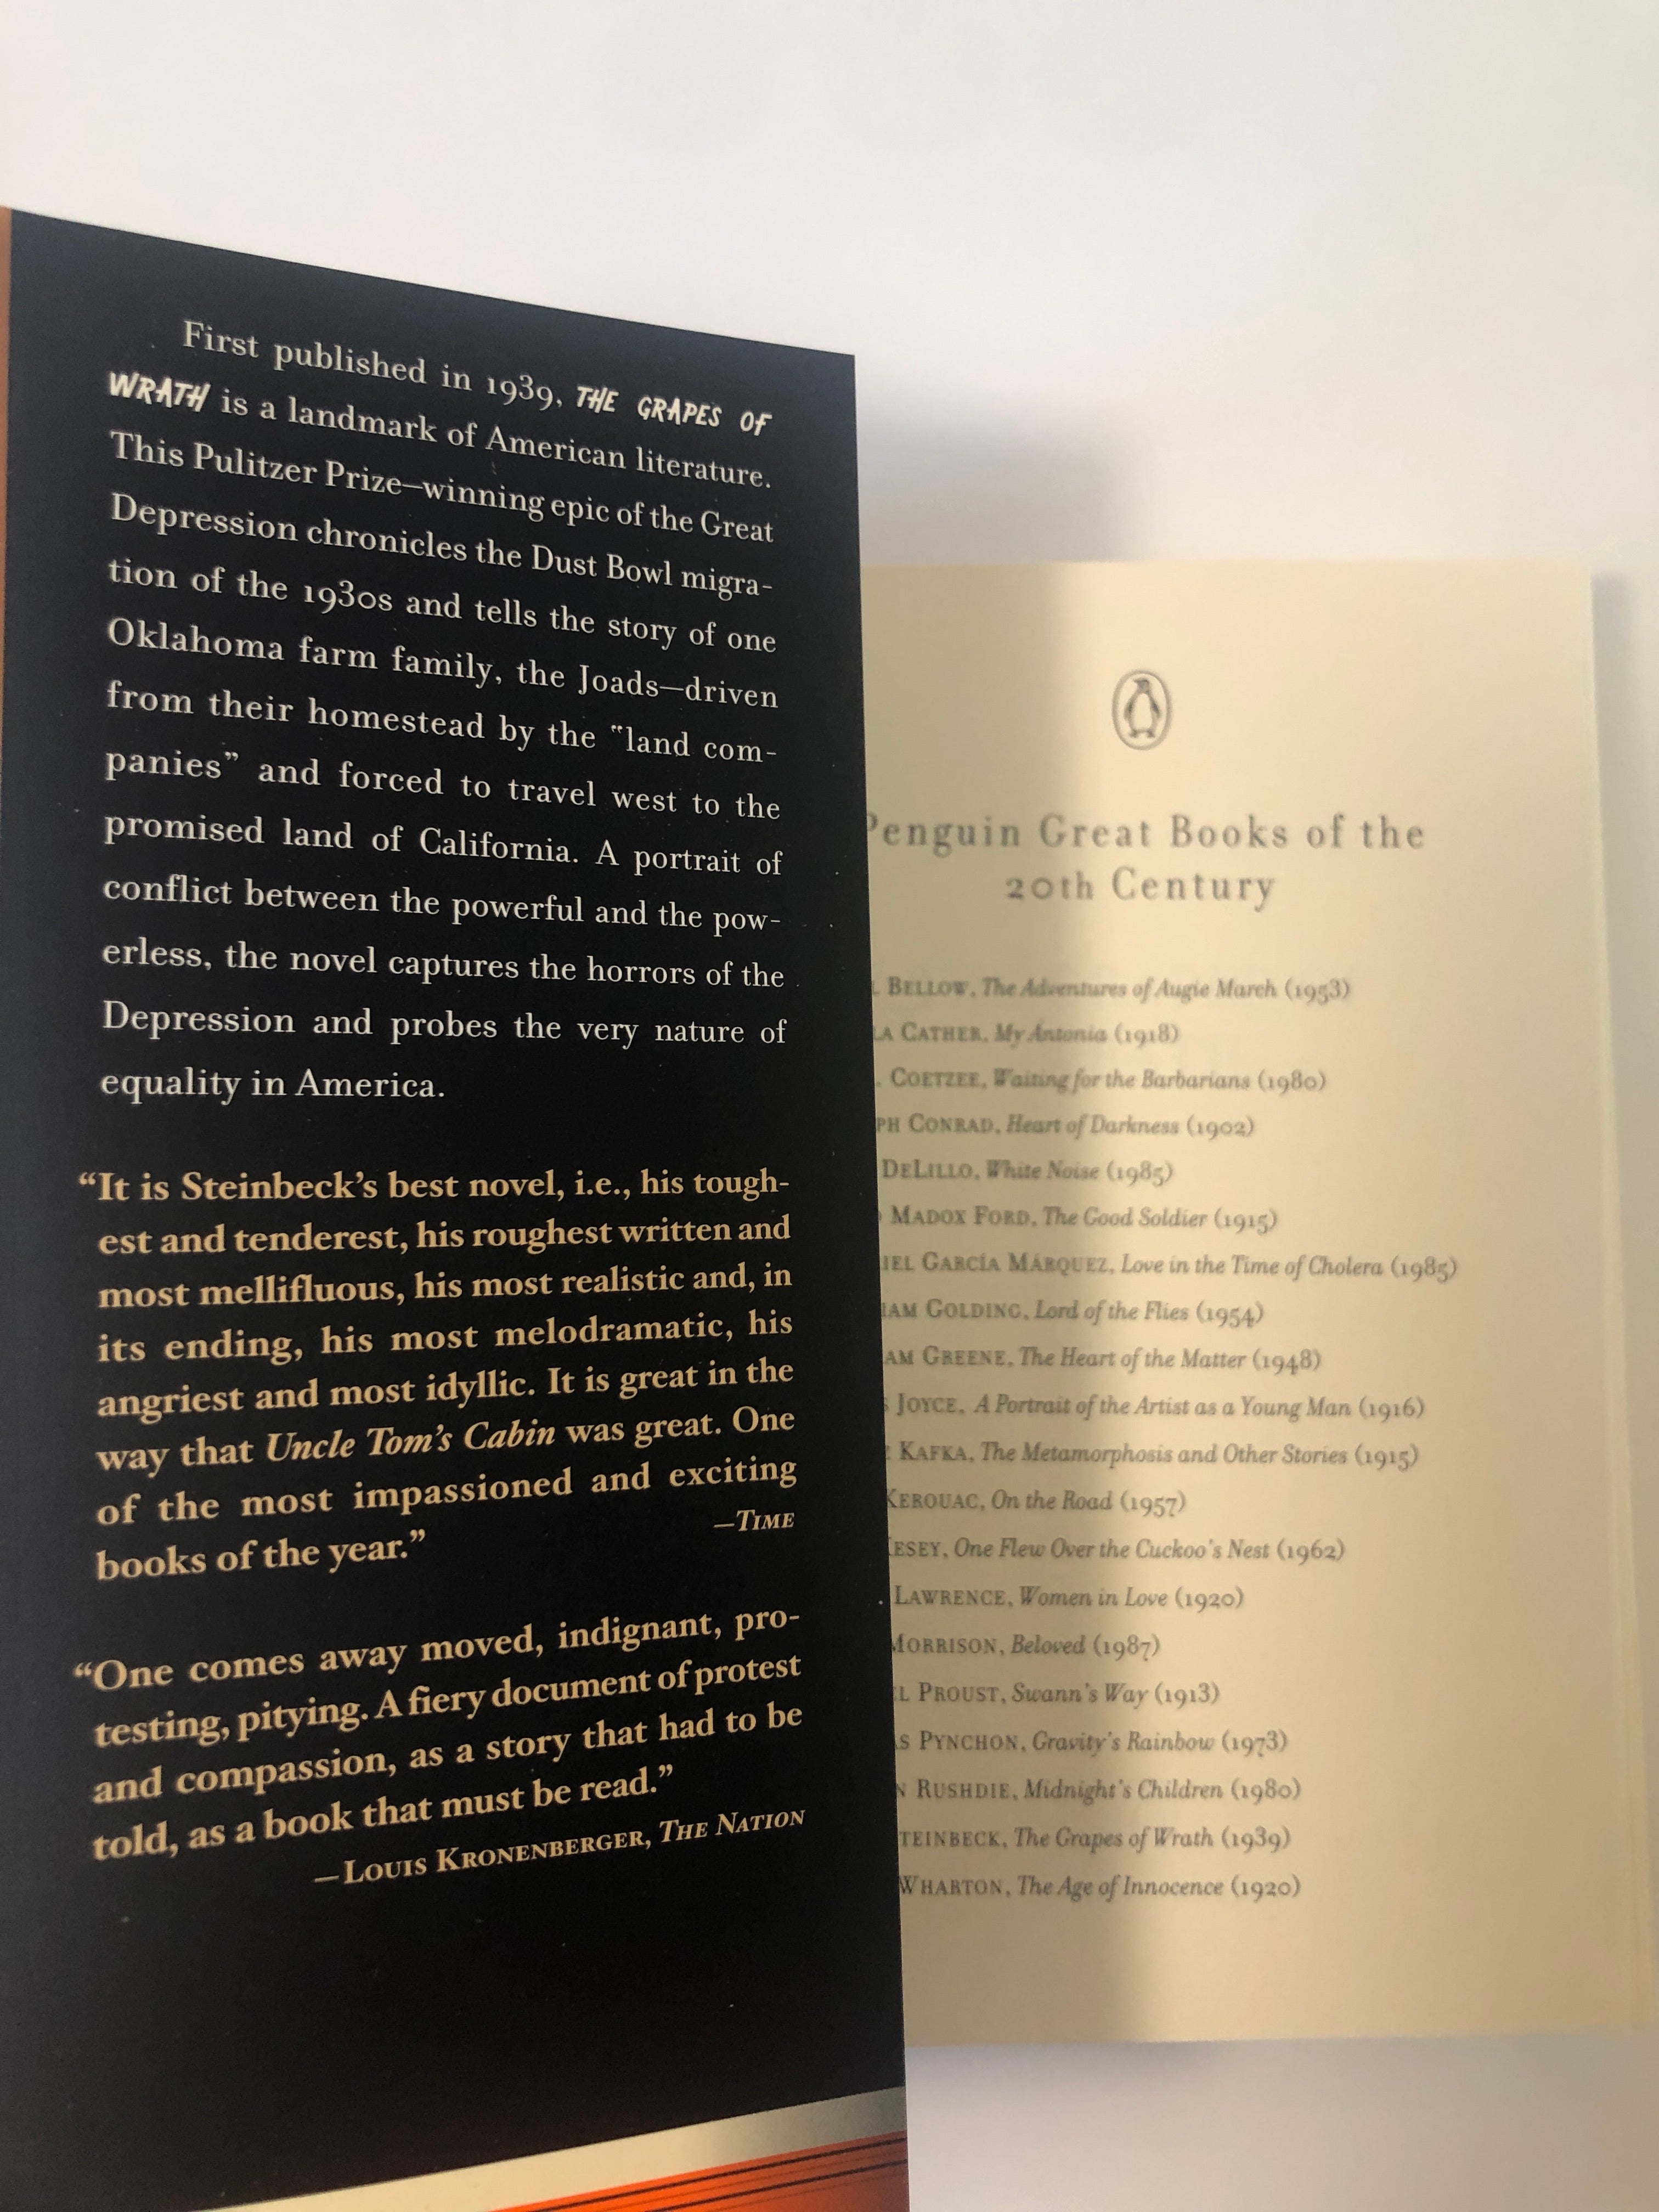 First published in 1939, THE GRAPES OF
WRATH is a landmark of American literature.
This Pulitzer Prize–winning epic of the Great
Depression chronicles the Dust Bowl migra-
tion of the 1930s and tells the story of one
Oklahoma farm family, the Joads—driven
from their homestead by the "land com-
panies” and forced to travel west to the
promised land of California. A portrait of
conflict between the powerful and the pow-
erless, the novel captures the horrors of the
Depression and probes the very nature of
equality in America.
“It is Steinbeck’s best novel, i.e., his tough-
est and tenderest, his roughest written and
most mellifluous, his most realistic and, in
its ending, his most melodramatic, his
angriest and most idyllic. It is great in the
way that Uncle Tom’s Cabin was great. One
of the most impassioned and exciting
books of the year.”
—TIME
“One comes away moved, indignant, pro-
testing, pitying. A fiery document of protest
and compassion, as a story that had to be
told, as a book that must be read.”
—LOUIS KRONENBERGER, THE NATION
Penguin Great Books of the
20th Century
L BELLOW, The Adventures of Augie March (1953)
LA CATHER, My Ántonia (1918)
. COETZEE, Waiting for the Barbarians (1980)
PH CONRAD, Heart of Darkness (1902)
DELILLO, White Noise (1985)
MADOX FORD, The Good Soldier (1915)
IEL GARCÍA MÁRQUEZ, Love in the Time of Cholera (1985)
IAM GOLDING, Lord of the Flies (1954)
AM GREENE, The Heart of the Matter (1948)
S JOYCE, A Portrait of the Artist as a Young Man (1916)
KAFKA, The Metamorphosis and Other Stories (1915)
KEROUAC, On the Road (1957)
ESEY, One Flew Over the Cuckoo’s Nest (1962)
. LAWRENCE, Women in Love (1920)
MORRISON, Beloved (1987)
L PROUST, Swann’s Way (1913)
S PYNCHON, Gravity’s Rainbow (1973)
N RUSHDIE, Midnight’s Children (1980)
TEINBECK, The Grapes of Wrath (1939)
WHARTON, The Age of Innocence (1920)